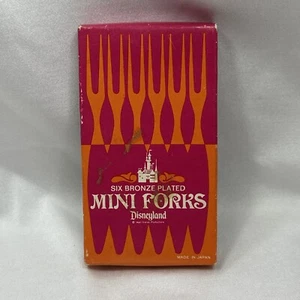 SIX BRONZE PLATED
MINI FORKS
Disneyland
MADE IN JAPAN